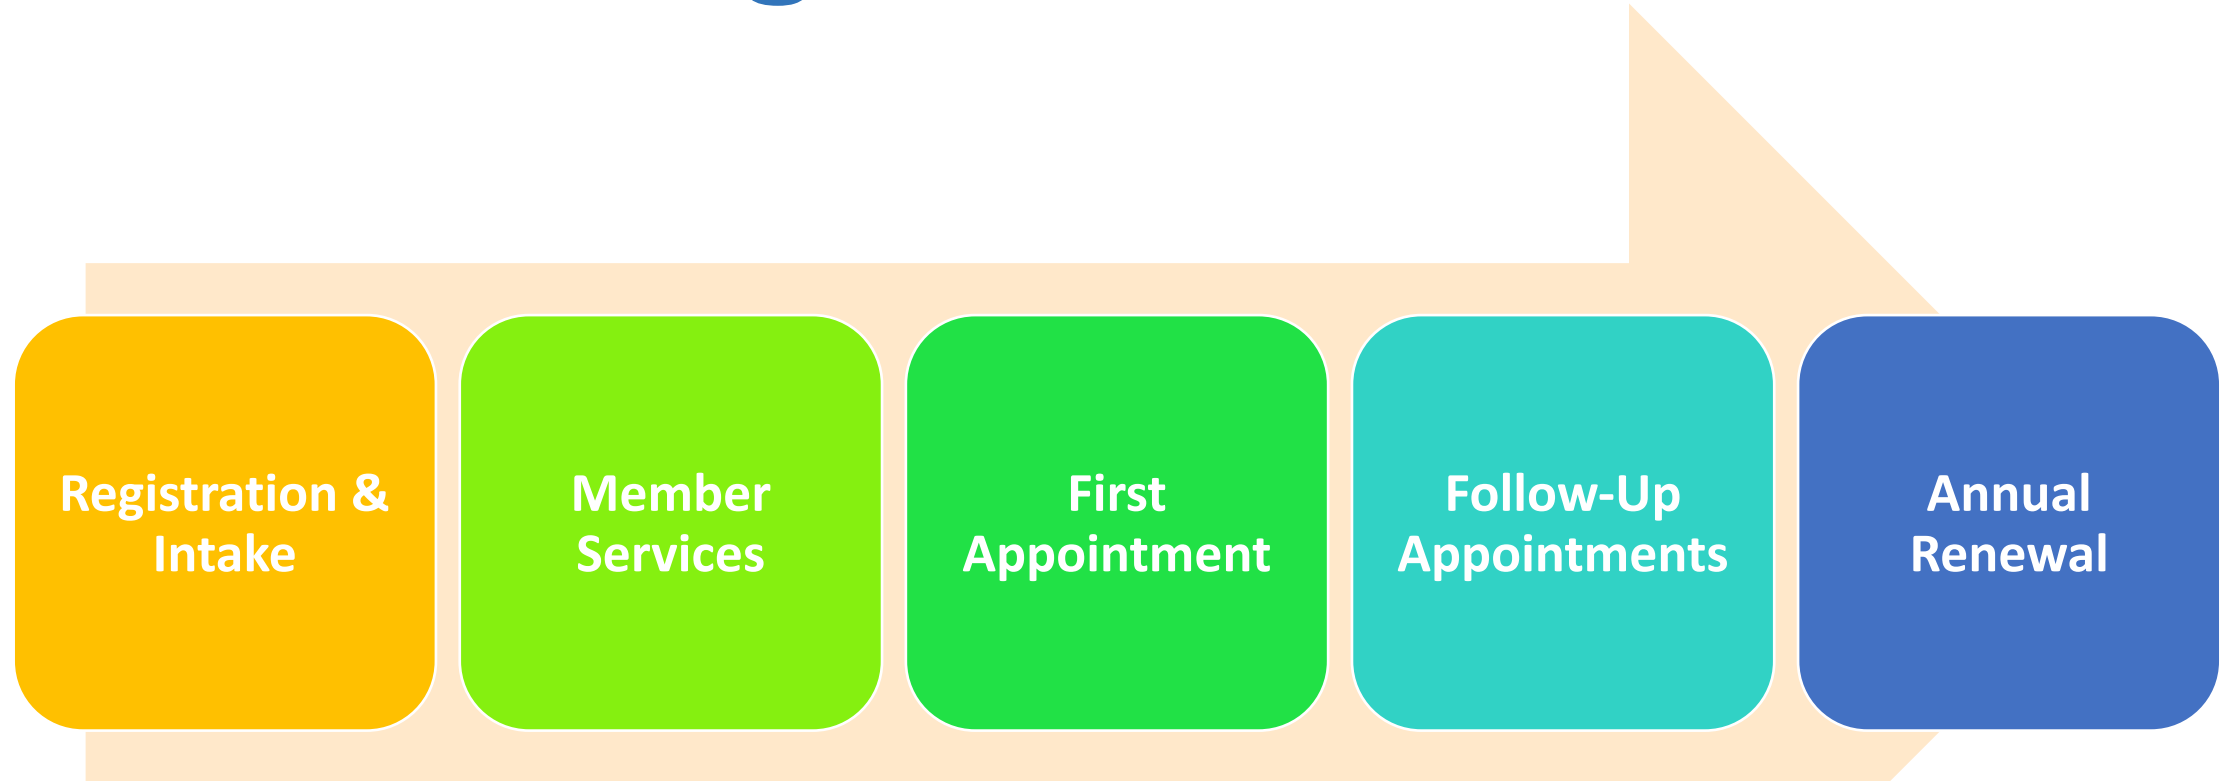 Registration &
Intake
Member
Services
First
Appointment
Follow-Up
Appointments
Annual
Renewal